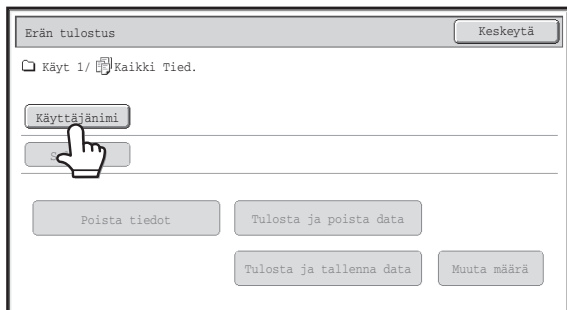 Erän tulostus
Keskeytä
Käyt 1/ Kaikki Tied.
Käyttäjänimi
Poista tiedot
Tulosta ja poista data
Tulosta ja tallenna data
Muuta määrä